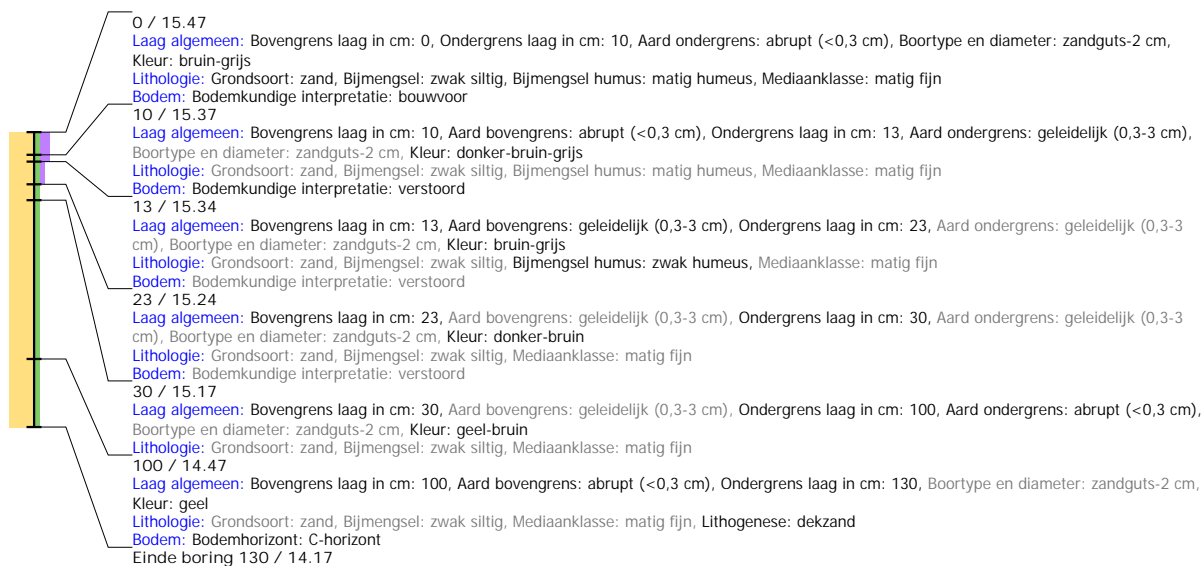 0 / 15.47
Laag algemeen: Bovengrens laag in cm: 0, Ondergrens laag in cm: 10, Aard ondergrens: abrupt (<0,3 cm), Boortype en diameter: zandguts-2 cm,
Kleur: bruin-grijs
Lithologie: Grondsoort: zand, Bijmengsel: zwak siltig, Bijmengsel humus: matig humeus, Mediaanklasse: matig fijn
Bodem: Bodemkundige interpretatie: bouwvoor
10 / 15.37
Laag algemeen: Bovengrens laag in cm: 10, Aard bovengrens: abrupt (<0,3 cm), Ondergrens laag in cm: 13, Aard ondergrens: geleidelijk (0,3-3 cm),
Boortype en diameter: zandguts-2 cm, Kleur: donker-bruin-grijs
Lithologie: Grondsoort: zand, Bijmengsel: zwak siltig, Bijmengsel humus: matig humeus, Mediaanklasse: matig fijn
Bodem: Bodemkundige interpretatie: verstoord
13 / 15.34
Laag algemeen: Bovengrens laag in cm: 13, Aard bovengrens: geleidelijk (0,3-3 cm), Ondergrens laag in cm: 23, Aard ondergrens: geleidelijk (0,3-3
cm), Boortype en diameter: zandguts-2 cm, Kleur: bruin-grijs
Lithologie: Grondsoort: zand, Bijmengsel: zwak siltig, Bijmengsel humus: zwak humeus, Mediaanklasse: matig fijn
Bodem: Bodemkundige interpretatie: verstoord
23 / 15.24
Laag algemeen: Bovengrens laag in cm: 23, Aard bovengrens: geleidelijk (0,3-3 cm), Ondergrens laag in cm: 30, Aard ondergrens: geleidelijk (0,3-3
cm), Boortype en diameter: zandguts-2 cm, Kleur: donker-bruin
Lithologie: Grondsoort: zand, Bijmengsel: zwak siltig, Mediaanklasse: matig fijn
Bodem: Bodemkundige interpretatie: verstoord
30 / 15.17
Laag algemeen: Bovengrens laag in cm: 30, Aard bovengrens: geleidelijk (0,3-3 cm), Ondergrens laag in cm: 100, Aard ondergrens: abrupt (<0,3 cm),
Boortype en diameter: zandguts-2 cm, Kleur: geel-bruin
Lithologie: Grondsoort: zand, Bijmengsel: zwak siltig, Mediaanklasse: matig fijn
100 / 14.47
Laag algemeen: Bovengrens laag in cm: 100, Aard bovengrens: abrupt (<0,3 cm), Ondergrens laag in cm: 130, Boortype en diameter: zandguts-2 cm,
Kleur: geel
Lithologie: Grondsoort: zand, Bijmengsel: zwak siltig, Mediaanklasse: matig fijn, Lithogenese: dekzand
Bodem: Bodemhorizont: C-horizont
Einde boring 130 / 14.17